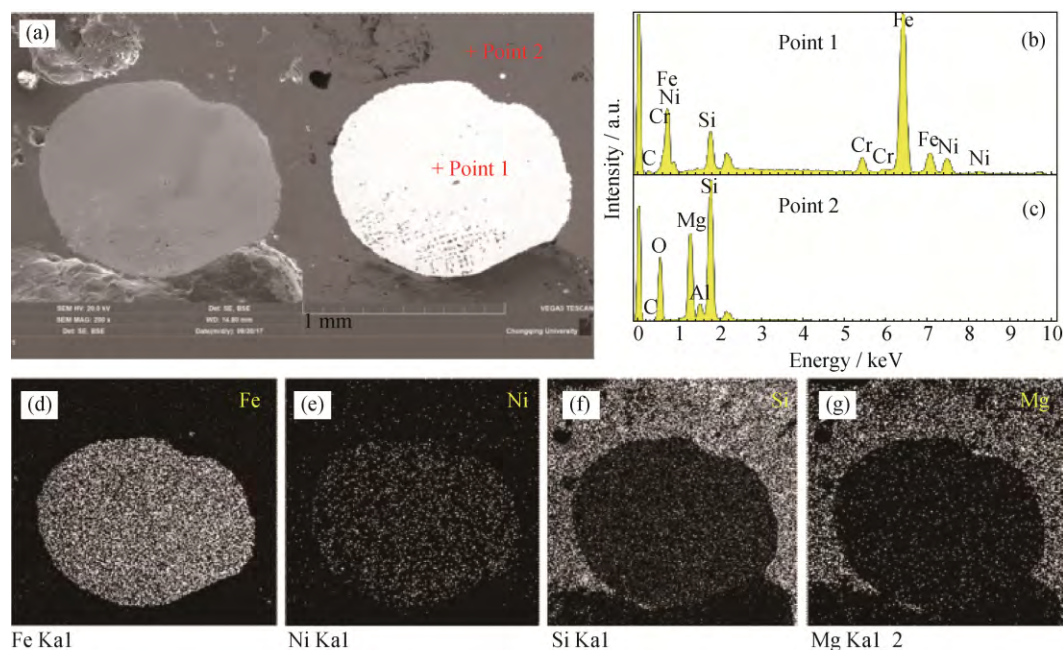 (a)
+ Point 2
+ Point 1
SEM HV: 20.0 kV
Det: SE, BSE
VEGA3 TESCAN
SEM MAG: 200 x
WD: 14.80 mm
Det: SE, BSE
Date(m/d/y): 09/20/17
1 mm
Chongqing University
Intensity / a.u.
Point 1
(b)
Fe
Fe
Ni
Cr
C
Si
Cr
Cr
Fe
Ni
Ni
Point 2
(c)
Si
Mg
O
Al
C
0 1 2 3 4 5 6 7 8 9 10
Energy / keV
(d)
Fe
Fe Ka1
(e)
Ni
Ni Ka1
(f)
Si
Si Ka1
(g)
Mg
Mg Ka1_2